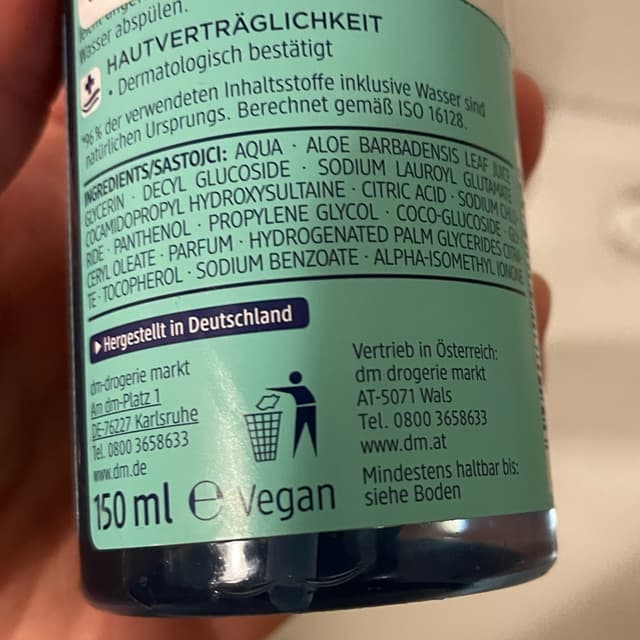 Wasser abspülen.
HAUTVERTRÄGLICHKEIT
• Dermatologisch bestätigt
*96 % der verwendeten Inhaltsstoffe inklusive Wasser sind
natürlichen Ursprungs. Berechnet gemäß ISO 16128.
INGREDIENTS/SASTOJCI: AQUA · ALOE BARBADENSIS LEAF JUICE
GLYCERIN · DECYL GLUCOSIDE · SODIUM LAUROYL GLUTAMATE
COCAMIDOPROPYL HYDROXYSULTAINE · CITRIC ACID · SODIUM CHLO
RIDE · PANTHENOL · PROPYLENE GLYCOL · COCO-GLUCOSIDE · GLY
CERYL OLEATE · PARFUM · HYDROGENATED PALM GLYCERIDES CITRA
TE · TOCOPHEROL · SODIUM BENZOATE · ALPHA-ISOMETHYL IONONE
Hergestellt in Deutschland
dm-drogerie markt
Am dm-Platz 1
DE-76227 Karlsruhe
Tel. 0800 3658633
www.dm.de
Vertrieb in Österreich:
dm drogerie markt
AT-5071 Wals
Tel. 0800 3658633
www.dm.at
Mindestens haltbar bis:
siehe Boden
150 ml ℮ Vegan